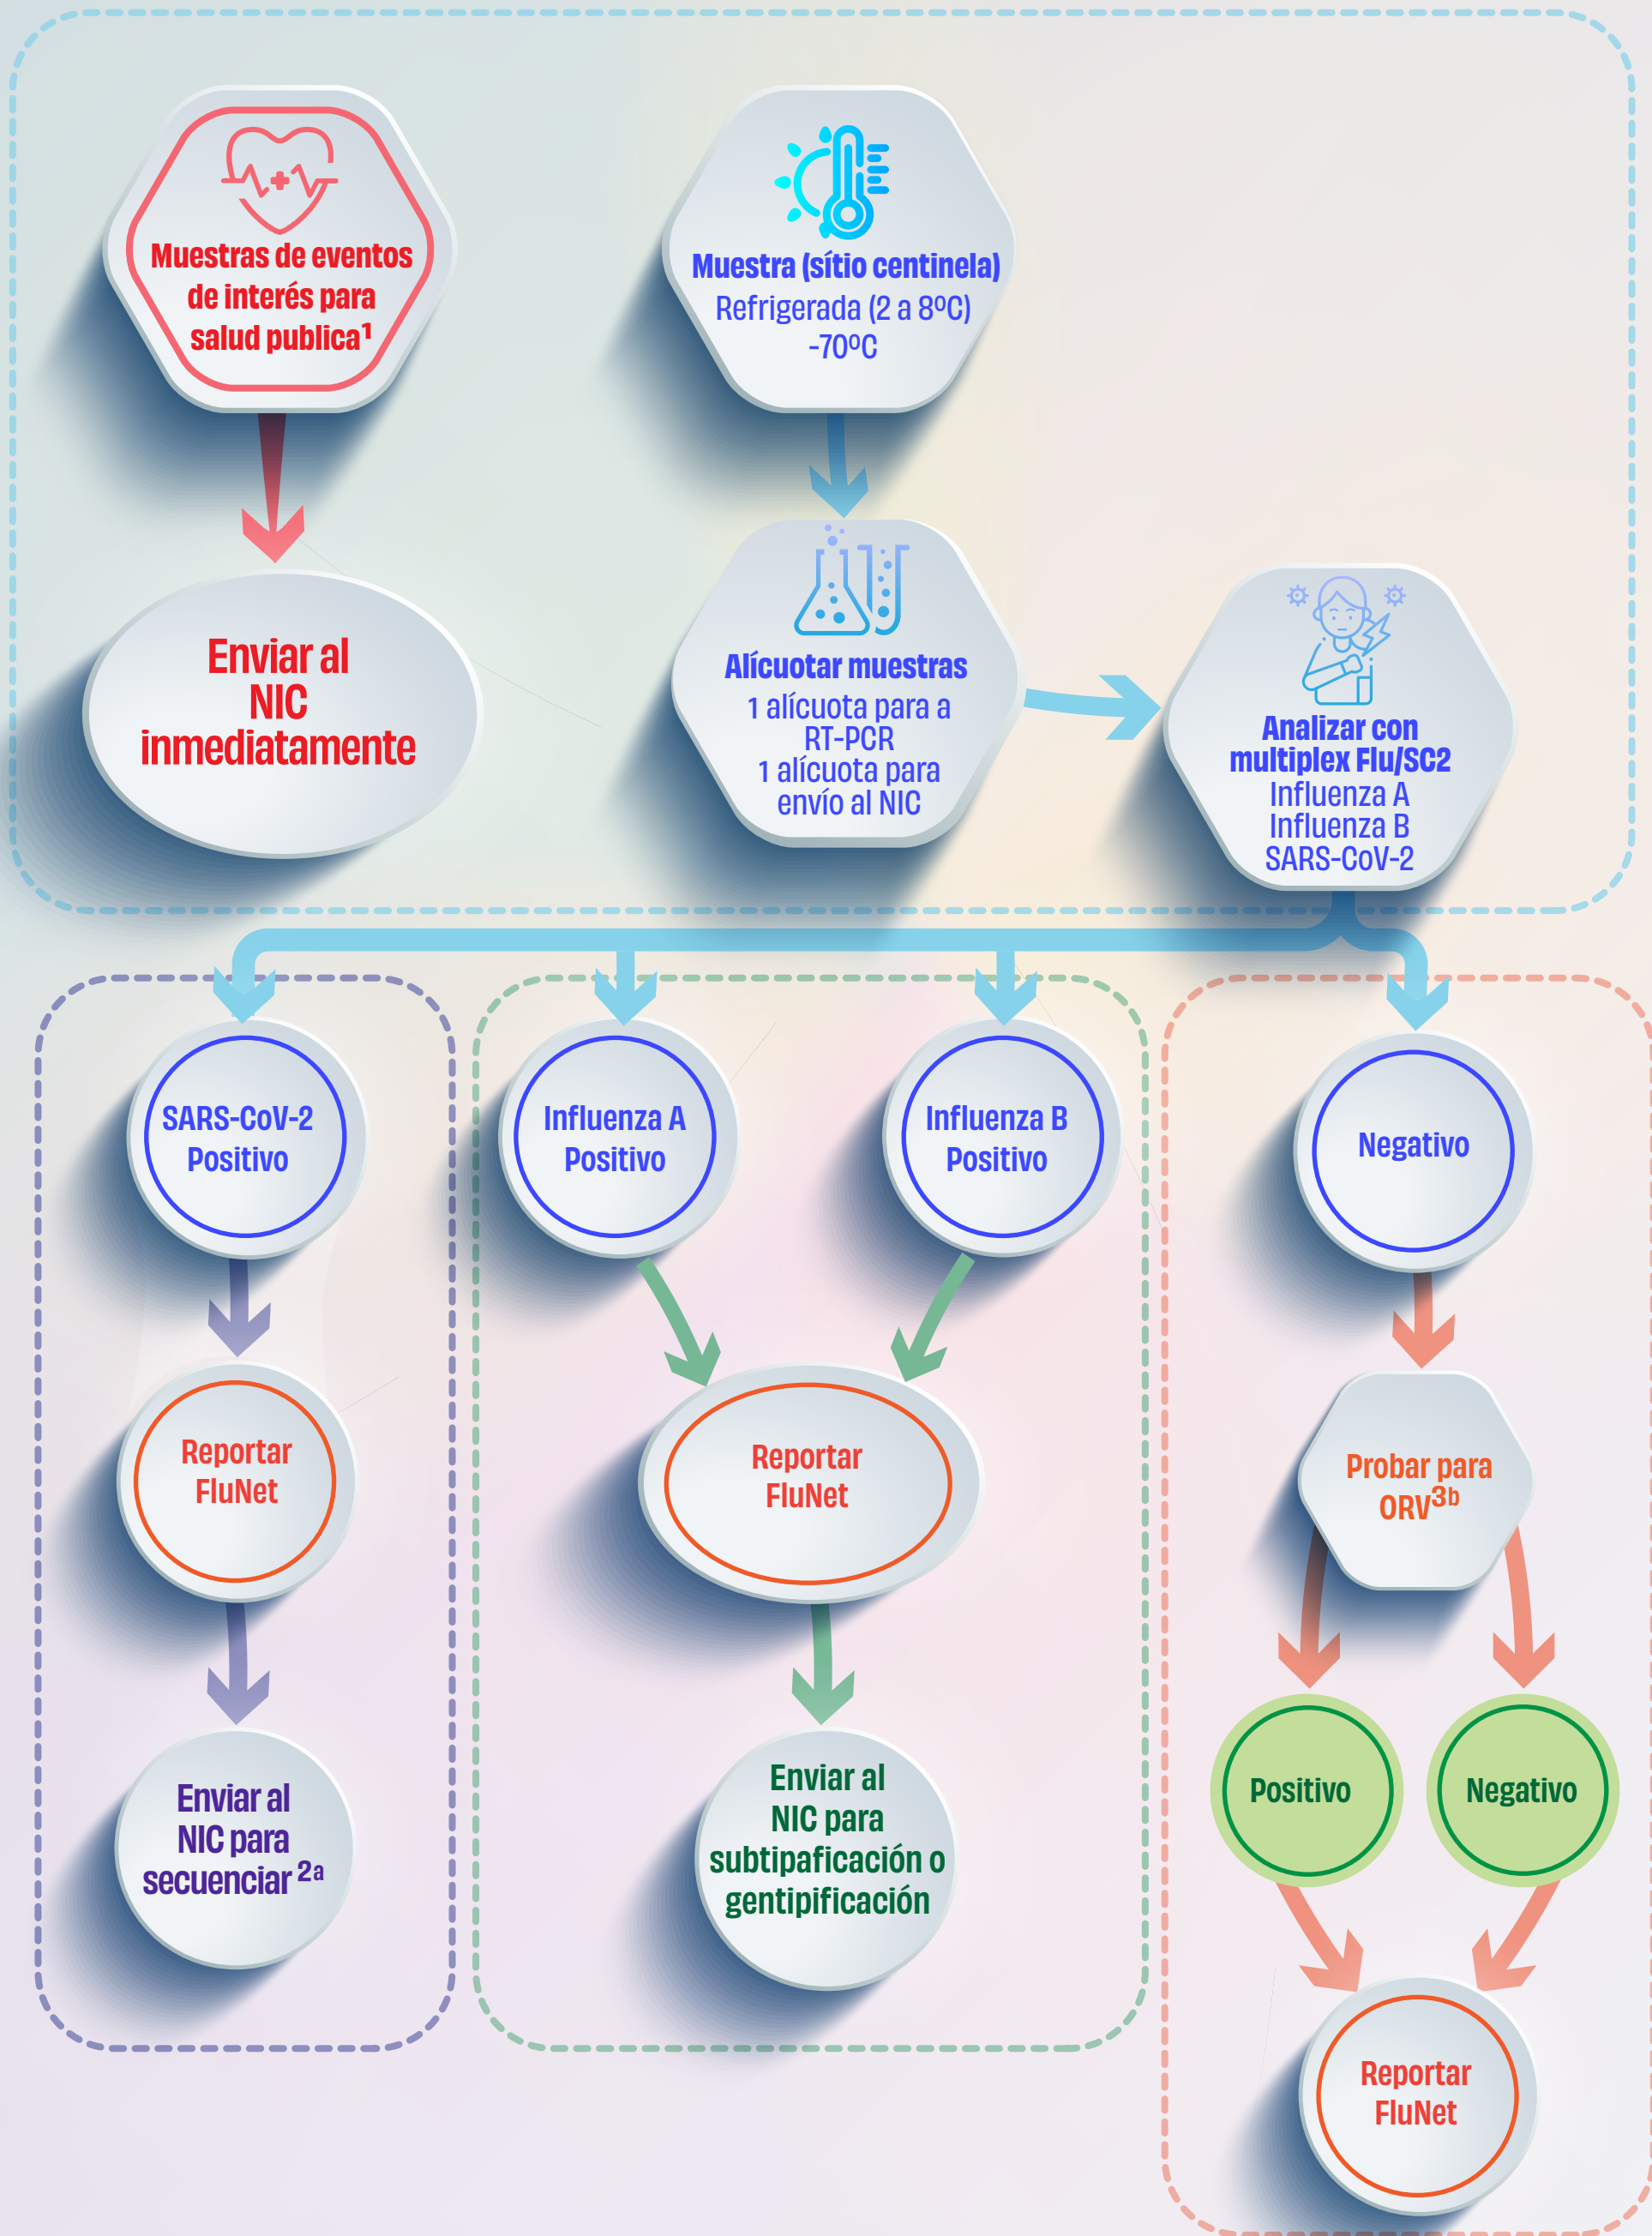 Muestras de eventos
de interés para
salud publica¹
Muestra (sítio centinela)
Refrigerada (2 a 8ºC)
-70ºC
Enviar al
NIC
inmediatamente
Alícuotar muestras
1 alícuota para a
RT-PCR
1 alícuota para
envío al NIC
Analizar con
multiplex Flu/SC2
Influenza A
Influenza B
SARS-CoV-2
SARS-CoV-2
Positivo
Influenza A
Positivo
Influenza B
Positivo
Negativo
Reportar
FluNet
Reportar
FluNet
Probar para
ORV3b
Enviar al
NIC para
secuenciar 2a
Enviar al
NIC para
subtipaficación o
gentipificación
Positivo
Negativo
Reportar
FluNet